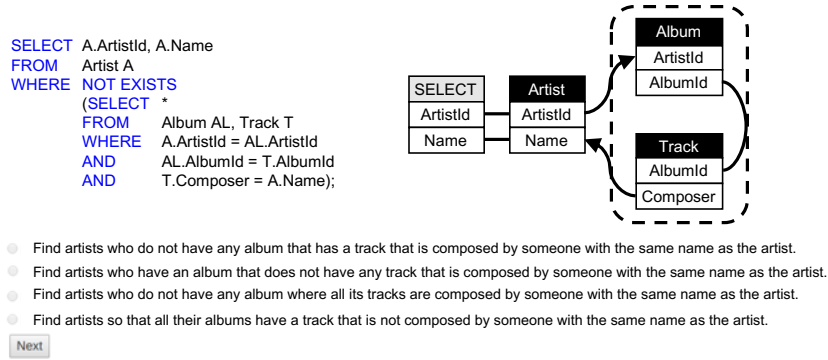 SELECT A.ArtistId, A.Name
FROM Artist A
WHERE NOT EXISTS
(SELECT *
FROM Album AL, Track T
WHERE A.ArtistId = AL.ArtistId
AND AL.AlbumId = T.AlbumId
AND T.Composer = A.Name);
SELECT
ArtistId
Name
Artist
ArtistId
Name
Album
ArtistId
AlbumId
Track
AlbumId
Composer
Find artists who do not have any album that has a track that is composed by someone with the same name as the artist.
Find artists who have an album that does not have any track that is composed by someone with the same name as the artist.
Find artists who do not have any album where all its tracks are composed by someone with the same name as the artist.
Find artists so that all their albums have a track that is not composed by someone with the same name as the artist.
Next